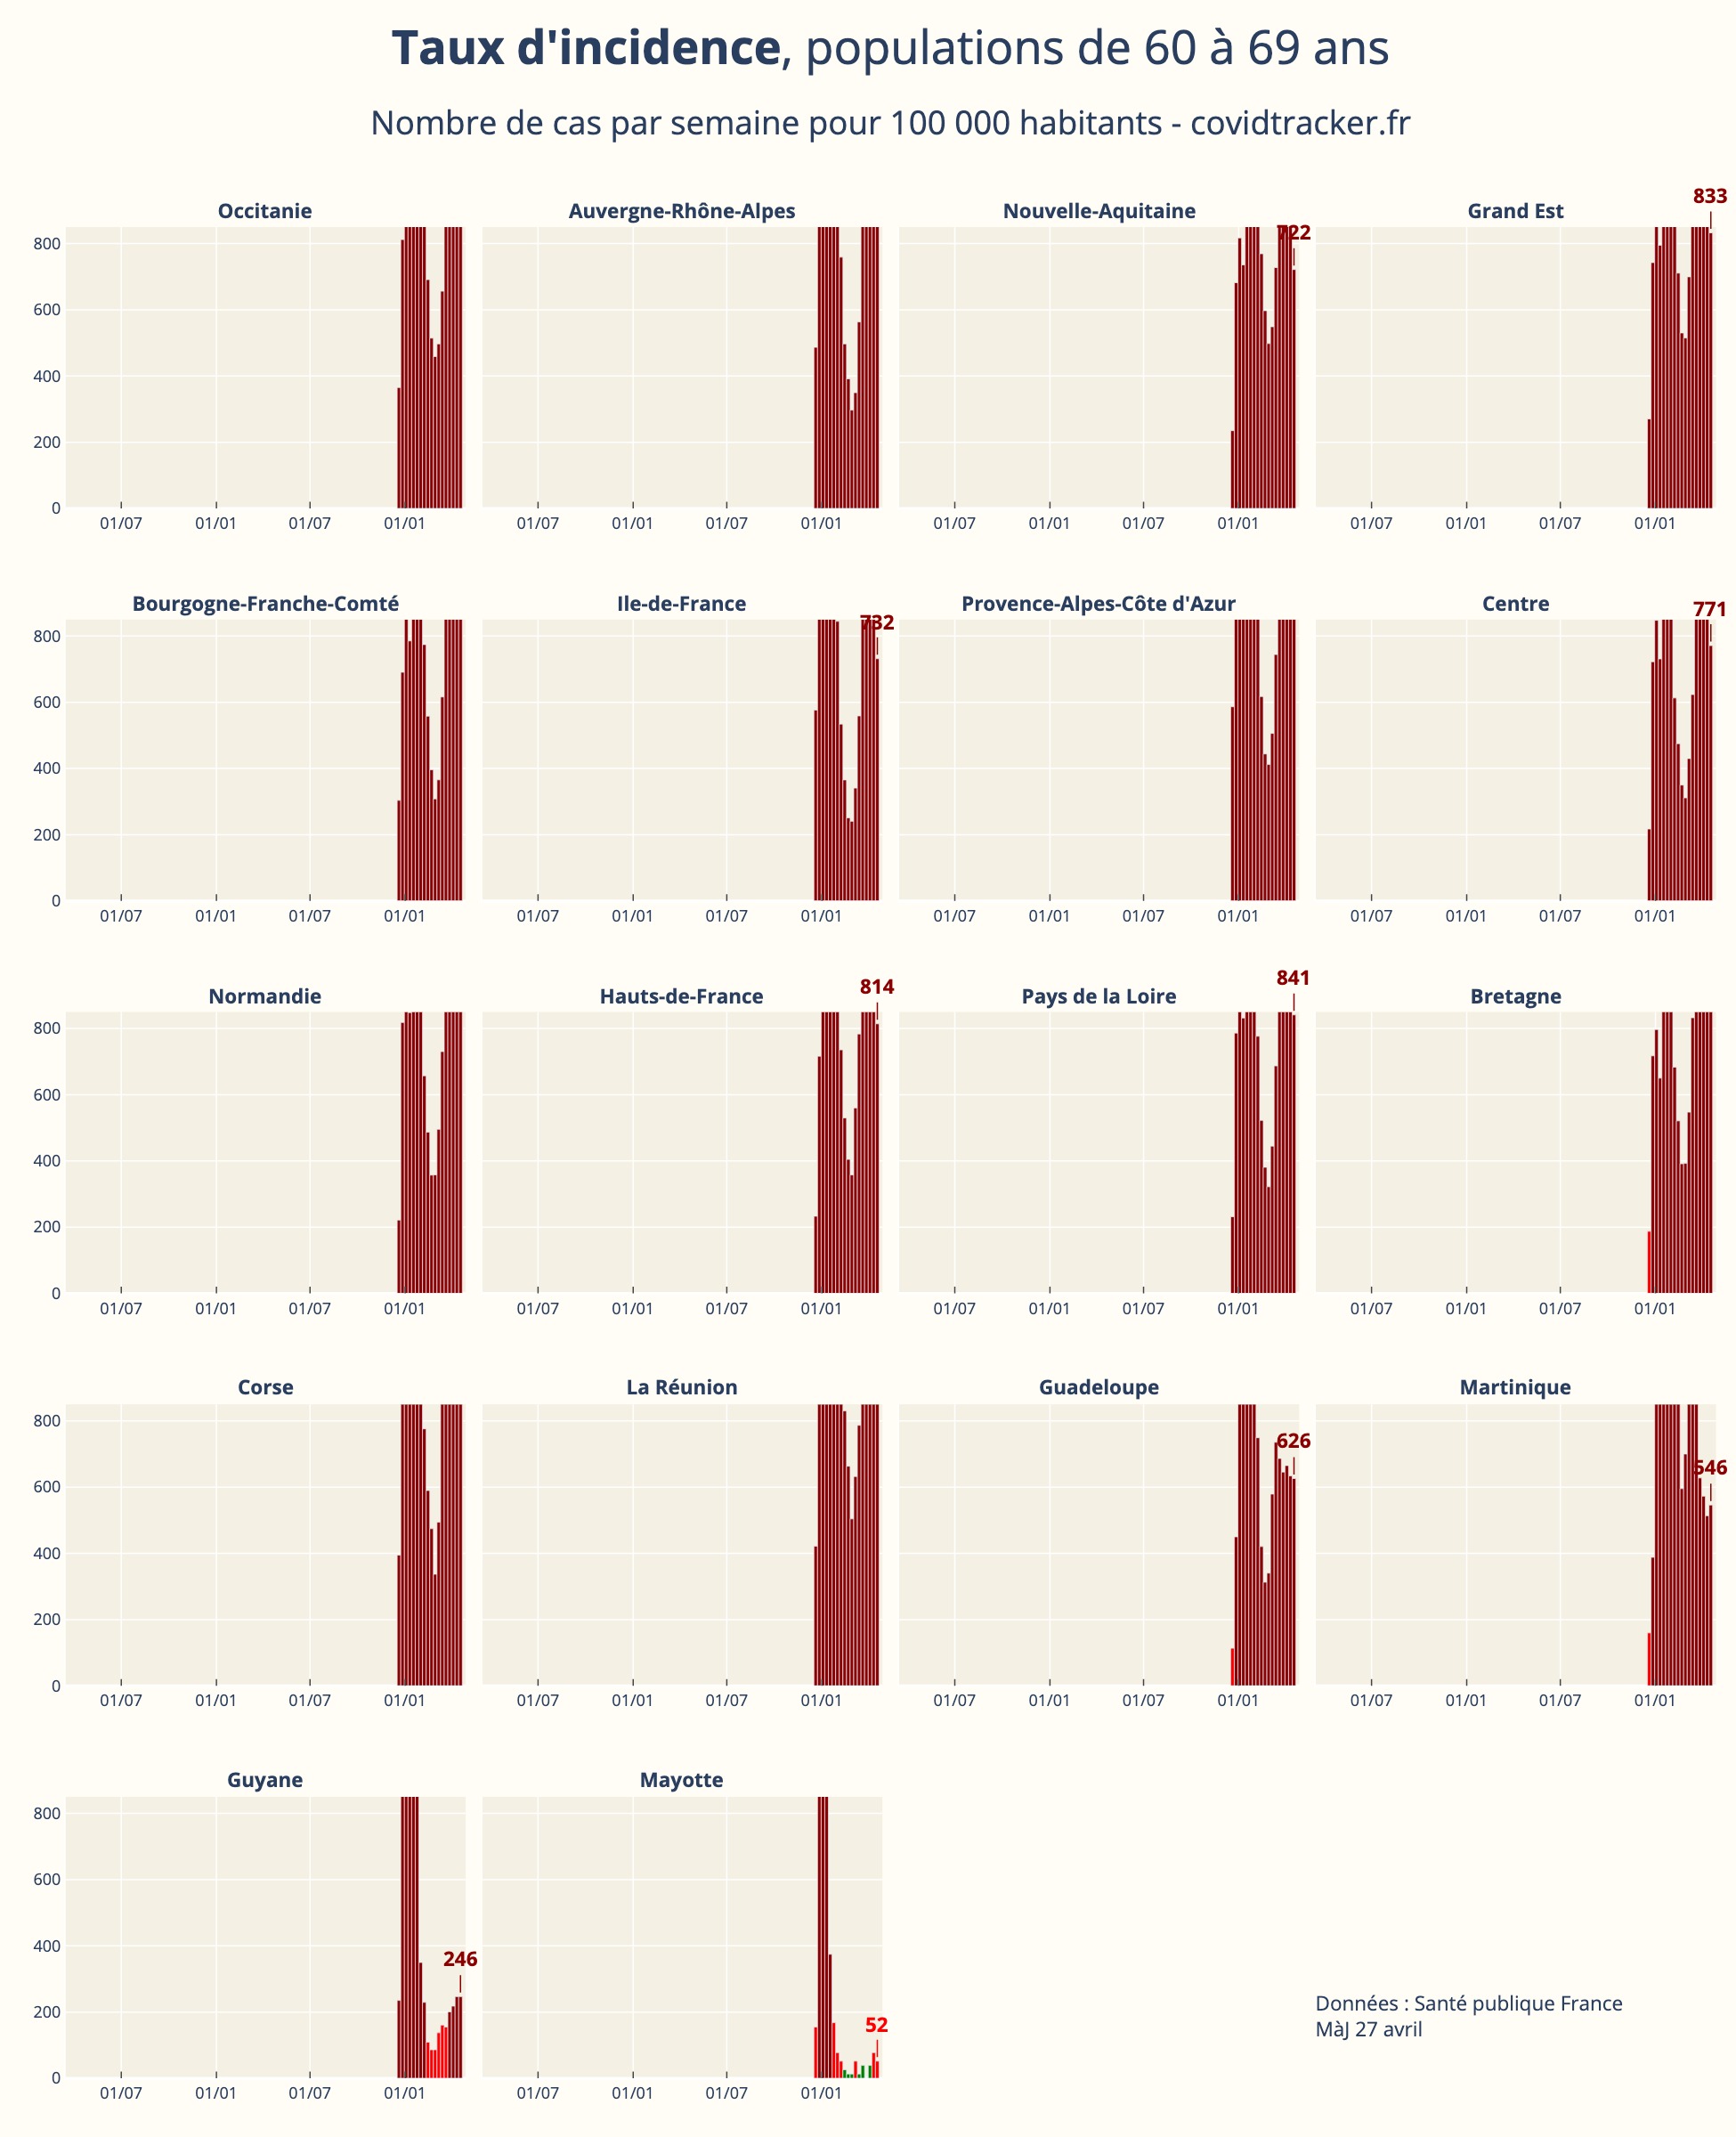 Taux d'incidence, populations de 60 à 69 ans
Nombre de cas par semaine pour 100 000 habitants - covidtracker.fr
Occitanie
Auvergne-Rhône-Alpes
Nouvelle-Aquitaine
Grand Est
833
722
800
600
400
200
0
01/07 01/01 01/07 01/01
01/07 01/01 01/07 01/01
01/07 01/01 01/07 01/01
01/07 01/01 01/07 01/01
Bourgogne-Franche-Comté
Ile-de-France
Provence-Alpes-Côte d'Azur
Centre
732
771
800
600
400
200
0
01/07 01/01 01/07 01/01
01/07 01/01 01/07 01/01
01/07 01/01 01/07 01/01
01/07 01/01 01/07 01/01
Normandie
Hauts-de-France
Pays de la Loire
Bretagne
814
841
800
600
400
200
0
01/07 01/01 01/07 01/01
01/07 01/01 01/07 01/01
01/07 01/01 01/07 01/01
01/07 01/01 01/07 01/01
Corse
La Réunion
Guadeloupe
Martinique
626
546
800
600
400
200
0
01/07 01/01 01/07 01/01
01/07 01/01 01/07 01/01
01/07 01/01 01/07 01/01
01/07 01/01 01/07 01/01
Guyane
Mayotte
246
52
800
600
400
200
0
01/07 01/01 01/07 01/01
01/07 01/01 01/07 01/01
Données : Santé publique France
MàJ 27 avril